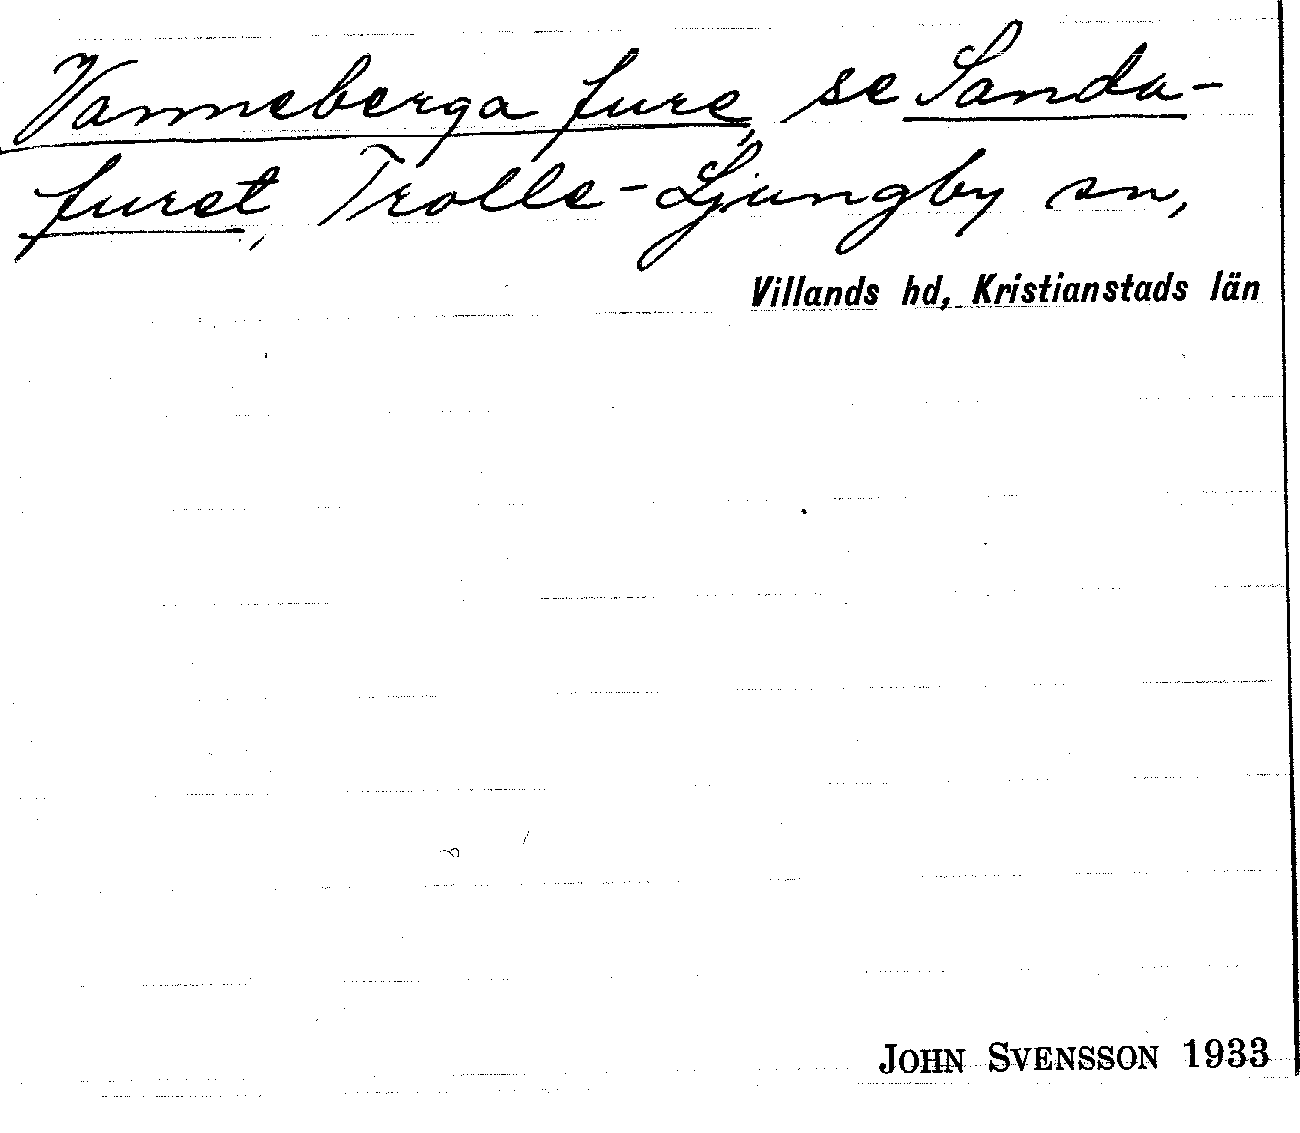 Vanneberga fure, se Sanda-
furet, Trolle-Ljungby sn,
Villands hd, Kristianstads län
JOHN SVENSSON 1933